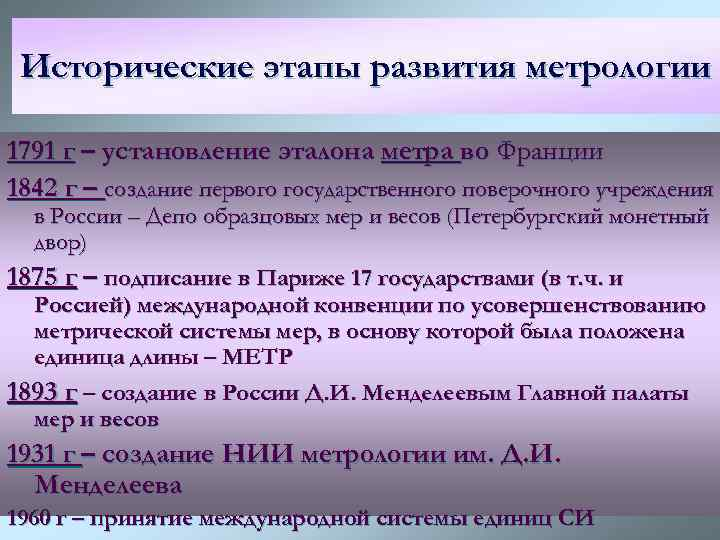 Исторические этапы развития метрологии
1791 г – установление эталона метра во Франции
1842 г – создание первого государственного поверочного учреждения
в России – Депо образцовых мер и весов (Петербургский монетный
двор)
1875 г – подписание в Париже 17 государствами (в т. ч. и
Россией) международной конвенции по усовершенствованию
метрической системы мер, в основу которой была положена
единица длины – МЕТР
1893 г – создание в России Д. И. Менделеевым Главной палаты
мер и весов
1931 г – создание НИИ метрологии им. Д. И.
Менделеева
1960 г – принятие международной системы единиц СИ